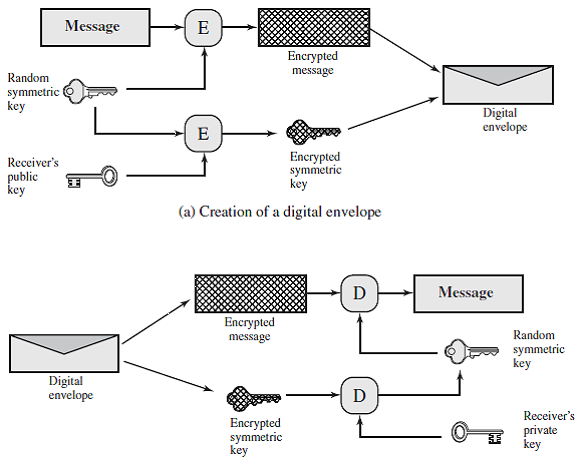 Message
E
Encrypted
message
Random
symmetric
key
Digital
envelope
E
Receiver's
public
key
Encrypted
symmetric
key
(a) Creation of a digital envelope
D
Message
Encrypted
message
Random
symmetric
key
Digital
envelope
D
Encrypted
symmetric
key
Receiver's
private
key